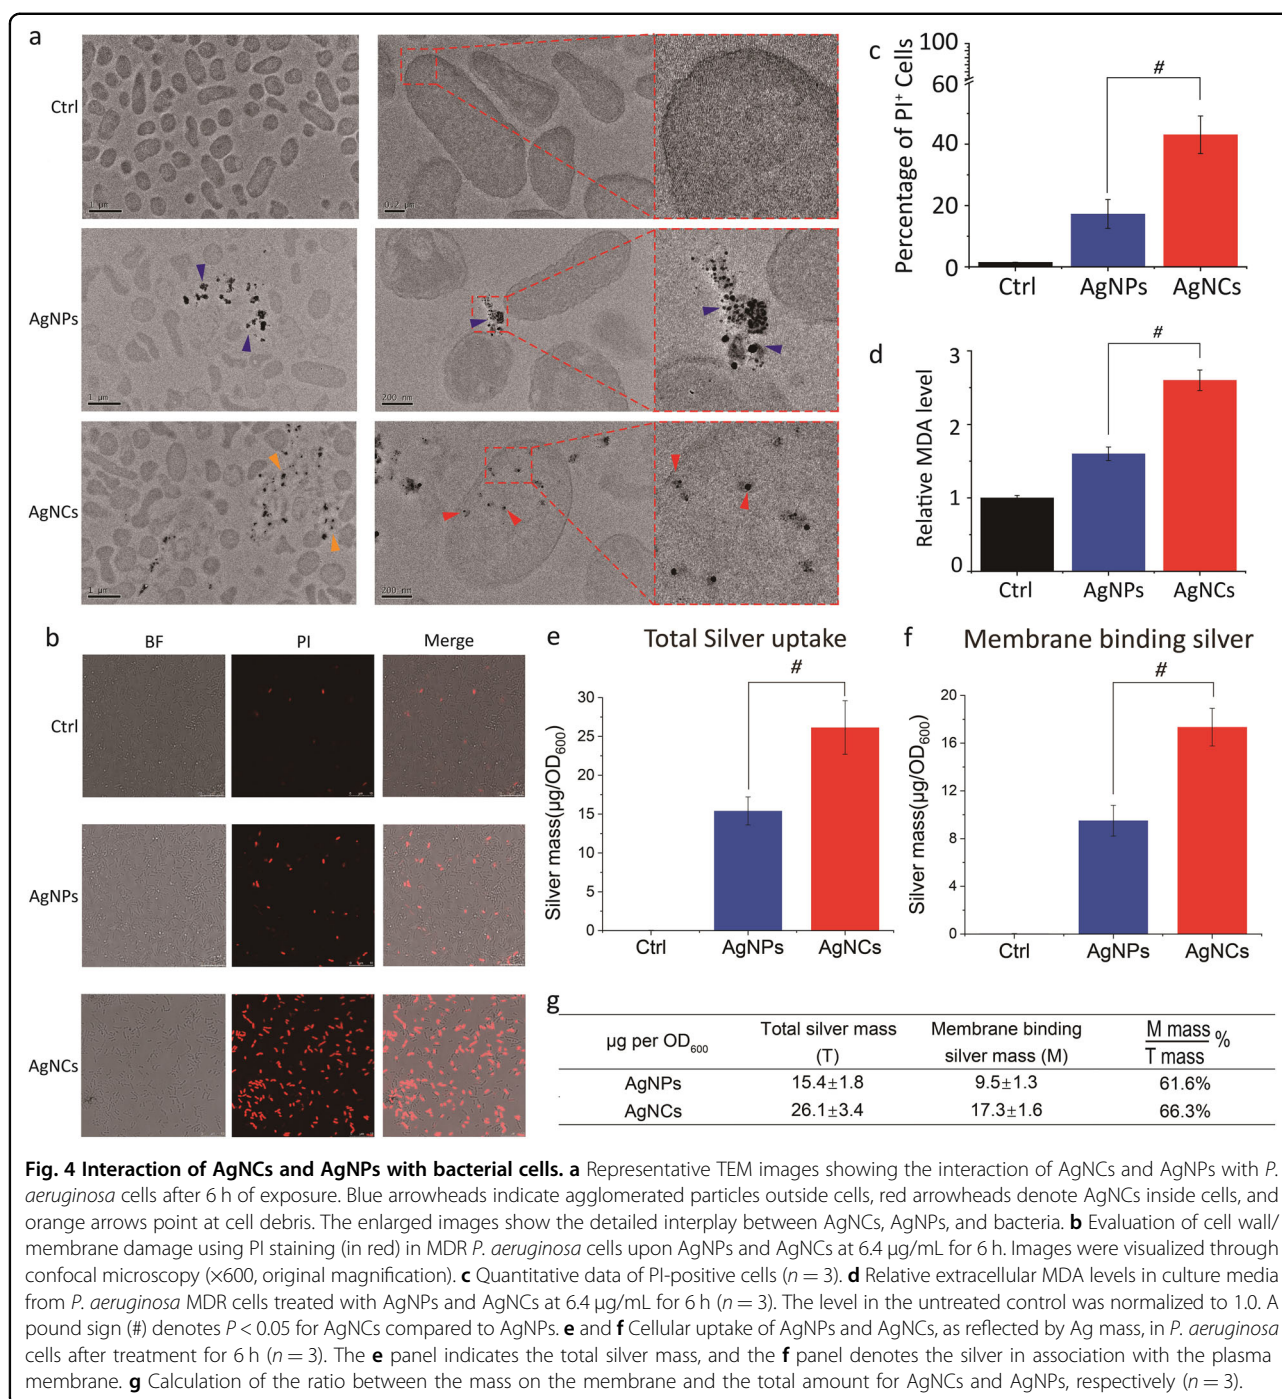 a
Ctrl
1 μm
0.2 μm
AgNPs
1 μm
200 nm
AgNCs
1 μm
200 nm
b
BF PI Merge
Ctrl
AgNPs
AgNCs
c
Percentage of PI⁺ Cells
100
60
40
20
0
#
Ctrl AgNPs AgNCs
d
Relative MDA level
3
2
1
0
#
Ctrl AgNPs AgNCs
e Total Silver uptake
Silver mass(μg/OD₆₀₀)
30
25
20
15
10
5
0
#
Ctrl AgNPs AgNCs
f Membrane binding silver
Silver mass(μg/OD₆₀₀)
20
16
12
8
4
0
#
Ctrl AgNPs AgNCs
g
μg per OD₆₀₀ Total silver mass (T) Membrane binding silver mass (M) M mass/T mass %
AgNPs 15.4±1.8 9.5±1.3 61.6%
AgNCs 26.1±3.4 17.3±1.6 66.3%
Fig. 4 Interaction of AgNCs and AgNPs with bacterial cells. a Representative TEM images showing the interaction of AgNCs and AgNPs with P.
aeruginosa cells after 6 h of exposure. Blue arrowheads indicate agglomerated particles outside cells, red arrowheads denote AgNCs inside cells, and
orange arrows point at cell debris. The enlarged images show the detailed interplay between AgNCs, AgNPs, and bacteria. b Evaluation of cell wall/
membrane damage using PI staining (in red) in MDR P. aeruginosa cells upon AgNPs and AgNCs at 6.4 μg/mL for 6 h. Images were visualized through
confocal microscopy (×600, original magnification). c Quantitative data of PI-positive cells (n = 3). d Relative extracellular MDA levels in culture media
from P. aeruginosa MDR cells treated with AgNPs and AgNCs at 6.4 μg/mL for 6 h (n = 3). The level in the untreated control was normalized to 1.0. A
pound sign (#) denotes P < 0.05 for AgNCs compared to AgNPs. e and f Cellular uptake of AgNPs and AgNCs, as reflected by Ag mass, in P. aeruginosa
cells after treatment for 6 h (n = 3). The e panel indicates the total silver mass, and the f panel denotes the silver in association with the plasma
membrane. g Calculation of the ratio between the mass on the membrane and the total amount for AgNCs and AgNPs, respectively (n = 3).